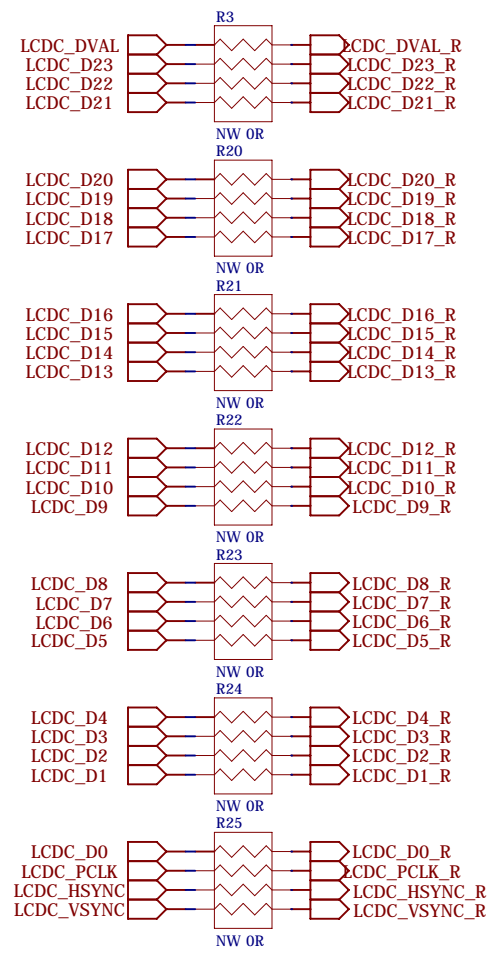 R3
LCDC_DVAL LCDC_DVAL_R
LCDC_D23 LCDC_D23_R
LCDC_D22 LCDC_D22_R
LCDC_D21 LCDC_D21_R
NW 0R
R20
LCDC_D20 LCDC_D20_R
LCDC_D19 LCDC_D19_R
LCDC_D18 LCDC_D18_R
LCDC_D17 LCDC_D17_R
NW 0R
R21
LCDC_D16 LCDC_D16_R
LCDC_D15 LCDC_D15_R
LCDC_D14 LCDC_D14_R
LCDC_D13 LCDC_D13_R
NW 0R
R22
LCDC_D12 LCDC_D12_R
LCDC_D11 LCDC_D11_R
LCDC_D10 LCDC_D10_R
LCDC_D9 LCDC_D9_R
NW 0R
R23
LCDC_D8 LCDC_D8_R
LCDC_D7 LCDC_D7_R
LCDC_D6 LCDC_D6_R
LCDC_D5 LCDC_D5_R
NW 0R
R24
LCDC_D4 LCDC_D4_R
LCDC_D3 LCDC_D3_R
LCDC_D2 LCDC_D2_R
LCDC_D1 LCDC_D1_R
NW 0R
R25
LCDC_D0 LCDC_D0_R
LCDC_PCLK LCDC_PCLK_R
LCDC_HSYNC LCDC_HSYNC_R
LCDC_VSYNC LCDC_VSYNC_R
NW 0R